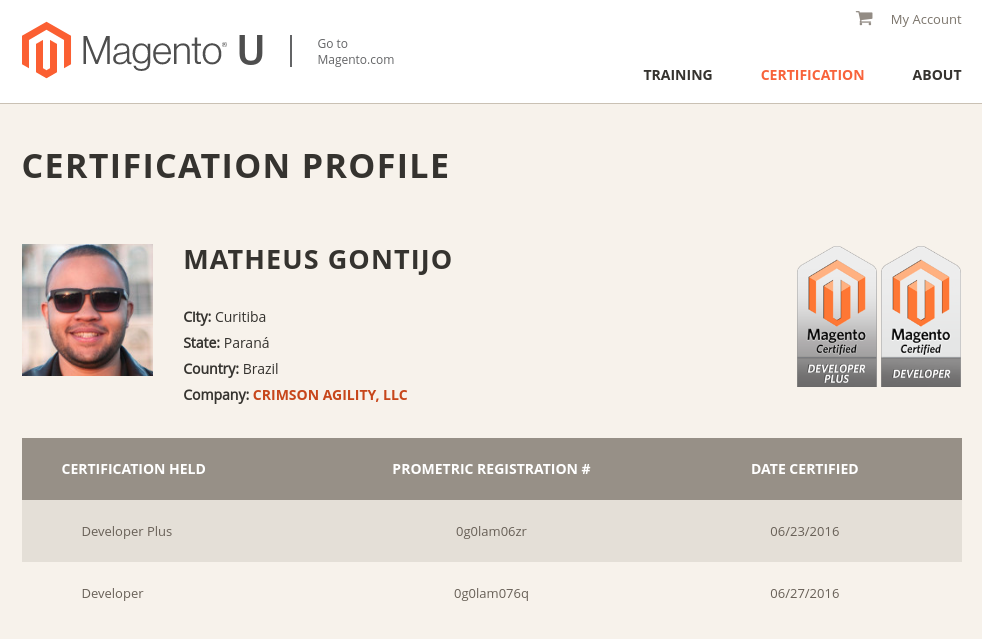 My Account
Magento® U
Go to
Magento.com
TRAINING CERTIFICATION ABOUT
CERTIFICATION PROFILE
MATHEUS GONTIJO
City: Curitiba
State: Paraná
Country: Brazil
Company: CRIMSON AGILITY, LLC
Magento
Certified
DEVELOPER
PLUS
Magento
Certified
DEVELOPER
CERTIFICATION HELD PROMETRIC REGISTRATION # DATE CERTIFIED
Developer Plus 0g0lam06zr 06/23/2016
Developer 0g0lam076q 06/27/2016